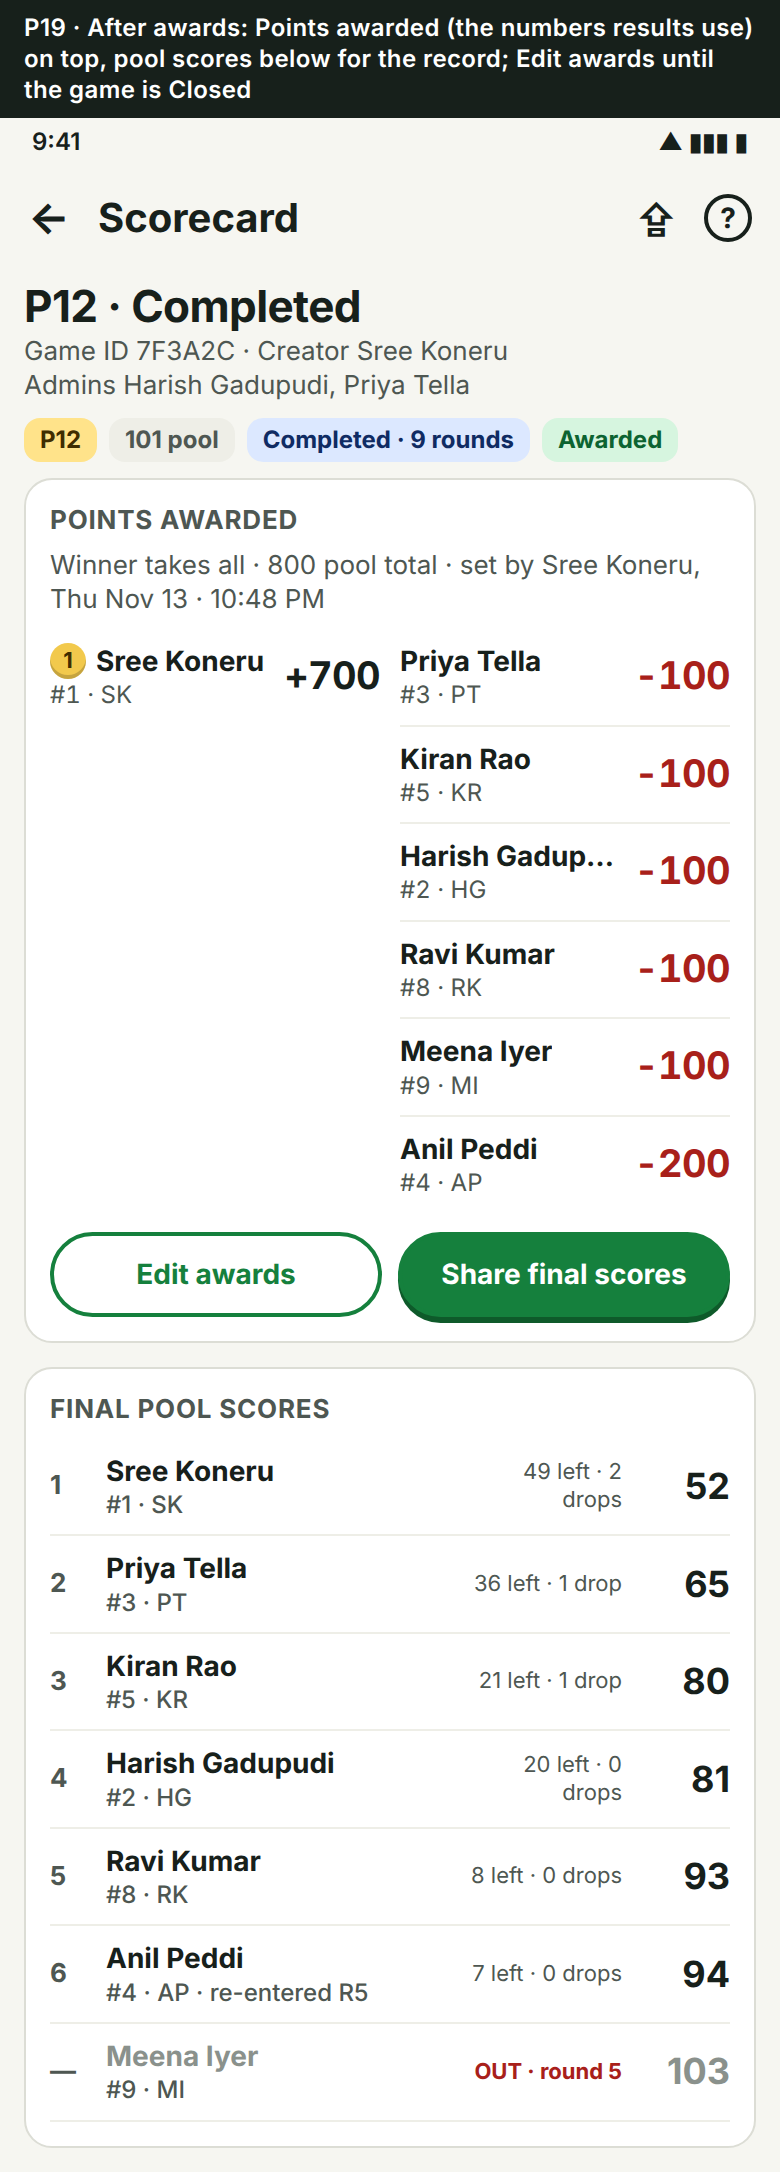 P19 · After awards: Points awarded (the numbers results use)
on top, pool scores below for the record; Edit awards until
the game is Closed
9:41
Scorecard
?
P12 · Completed
Game ID 7F3A2C · Creator Sree Koneru
Admins Harish Gadupudi, Priya Tella
P12 101 pool Completed · 9 rounds Awarded
POINTS AWARDED
Winner takes all · 800 pool total · set by Sree Koneru,
Thu Nov 13 · 10:48 PM
1 Sree Koneru +700
#1 · SK
Priya Tella -100
#3 · PT
Kiran Rao -100
#5 · KR
Harish Gadup... -100
#2 · HG
Ravi Kumar -100
#8 · RK
Meena Iyer -100
#9 · MI
Anil Peddi -200
#4 · AP
Edit awards Share final scores
FINAL POOL SCORES
1 Sree Koneru 49 left · 2 drops 52
#1 · SK
2 Priya Tella 36 left · 1 drop 65
#3 · PT
3 Kiran Rao 21 left · 1 drop 80
#5 · KR
4 Harish Gadupudi 20 left · 0 drops 81
#2 · HG
5 Ravi Kumar 8 left · 0 drops 93
#8 · RK
6 Anil Peddi 7 left · 0 drops 94
#4 · AP · re-entered R5
— Meena Iyer OUT · round 5 103
#9 · MI